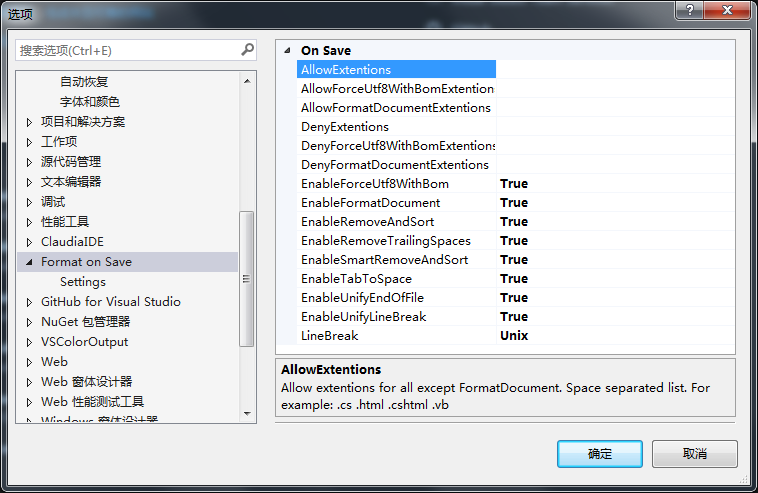 选项
搜索选项(Ctrl+E)
自动恢复
字体和颜色
项目和解决方案
工作项
源代码管理
文本编辑器
调试
性能工具
ClaudiaIDE
Format on Save
Settings
GitHub for Visual Studio
NuGet 包管理器
VSColorOutput
Web
Web 窗体设计器
Web 性能测试工具
Windows 窗体设计器
On Save
AllowExtentions
AllowForceUtf8WithBomExtentions
AllowFormatDocumentExtentions
DenyExtentions
DenyForceUtf8WithBomExtentions
DenyFormatDocumentExtentions
EnableForceUtf8WithBom True
EnableFormatDocument True
EnableRemoveAndSort True
EnableRemoveTrailingSpaces True
EnableSmartRemoveAndSort True
EnableTabToSpace True
EnableUnifyEndOfFile True
EnableUnifyLineBreak True
LineBreak Unix
AllowExtentions
Allow extentions for all except FormatDocument. Space separated list. For
example: .cs .html .cshtml .vb
确定 取消